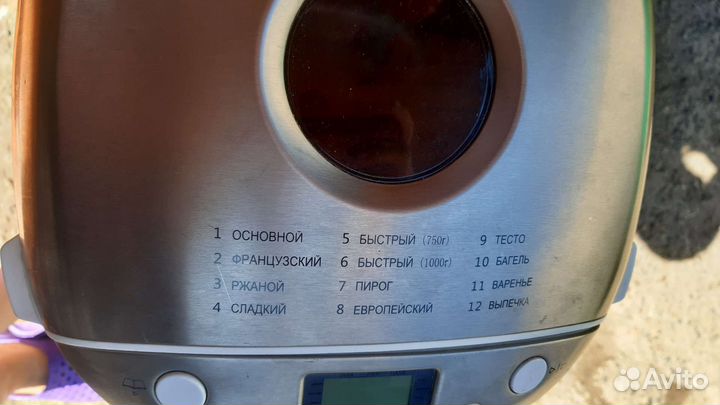 1 ОСНОВНОЙ
2 ФРАНЦУЗСКИЙ
3 РЖАНОЙ
4 СЛАДКИЙ
5 БЫСТРЫЙ (750г)
6 БЫСТРЫЙ (1000г)
7 ПИРОГ
8 ЕВРОПЕЙСКИЙ
9 ТЕСТО
10 БАГЕЛЬ
11 ВАРЕНЬЕ
12 ВЫПЕЧКА
Avito